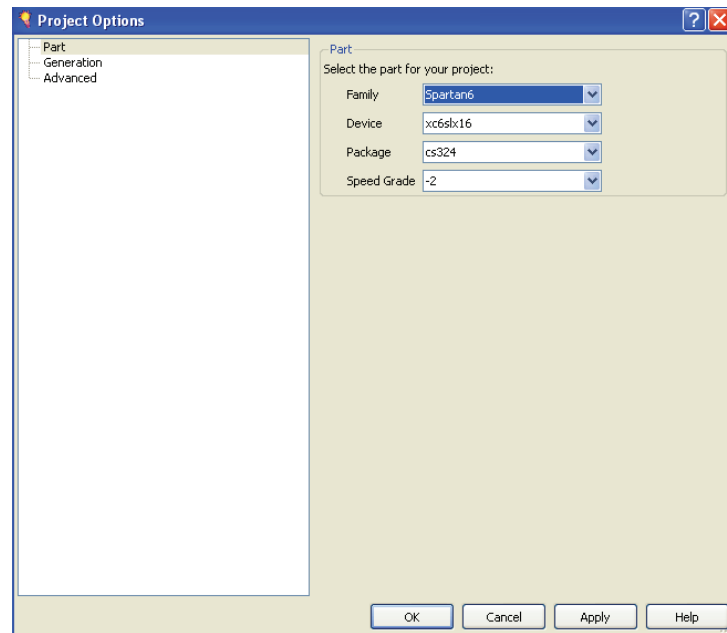 Project Options
Part
Generation
Advanced
Part
Select the part for your project:
Family Spartan6
Device xc6slx16
Package cs324
Speed Grade -2
OK Cancel Apply Help